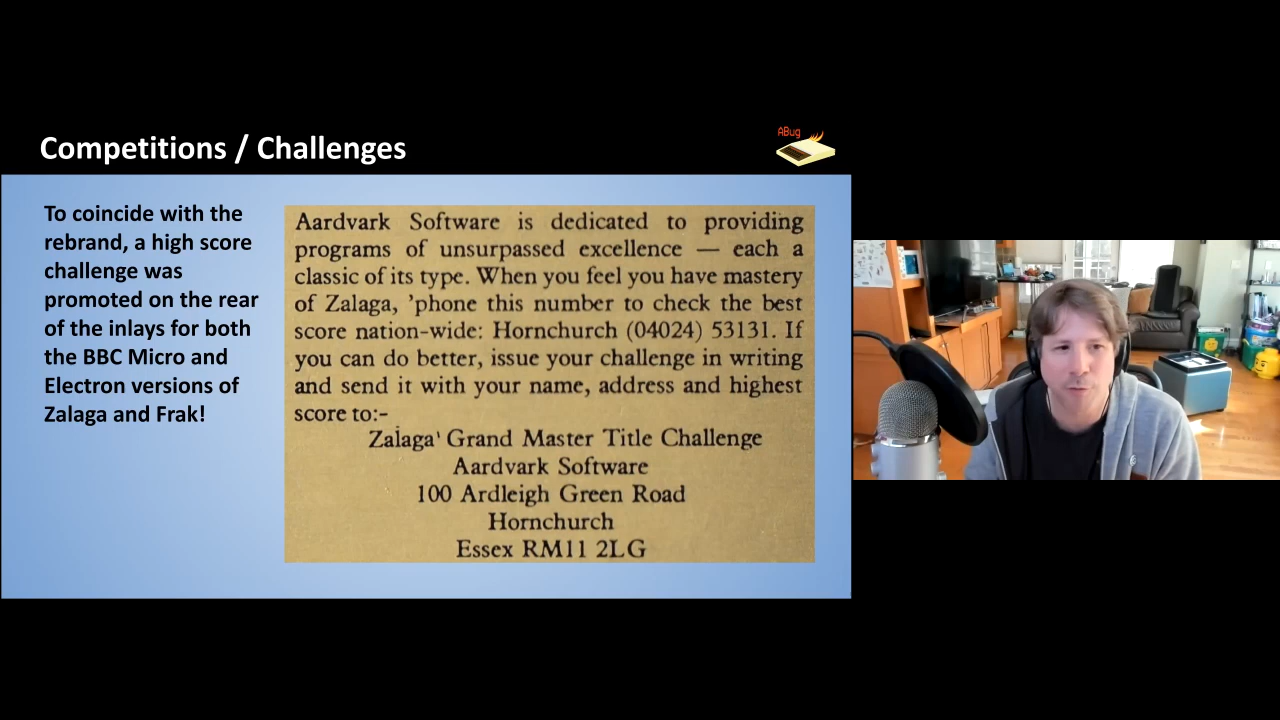 Competitions / Challenges
ABug
To coincide with the
rebrand, a high score
challenge was
promoted on the rear
of the inlays for both
the BBC Micro and
Electron versions of
Zalaga and Frak!
Aardvark Software is dedicated to providing
programs of unsurpassed excellence — each a
classic of its type. When you feel you have mastery
of Zalaga, 'phone this number to check the best
score nation-wide: Hornchurch (04024) 53131. If
you can do better, issue your challenge in writing
and send it with your name, address and highest
score to:-
Zalaga' Grand Master Title Challenge
Aardvark Software
100 Ardleigh Green Road
Hornchurch
Essex RM11 2LG